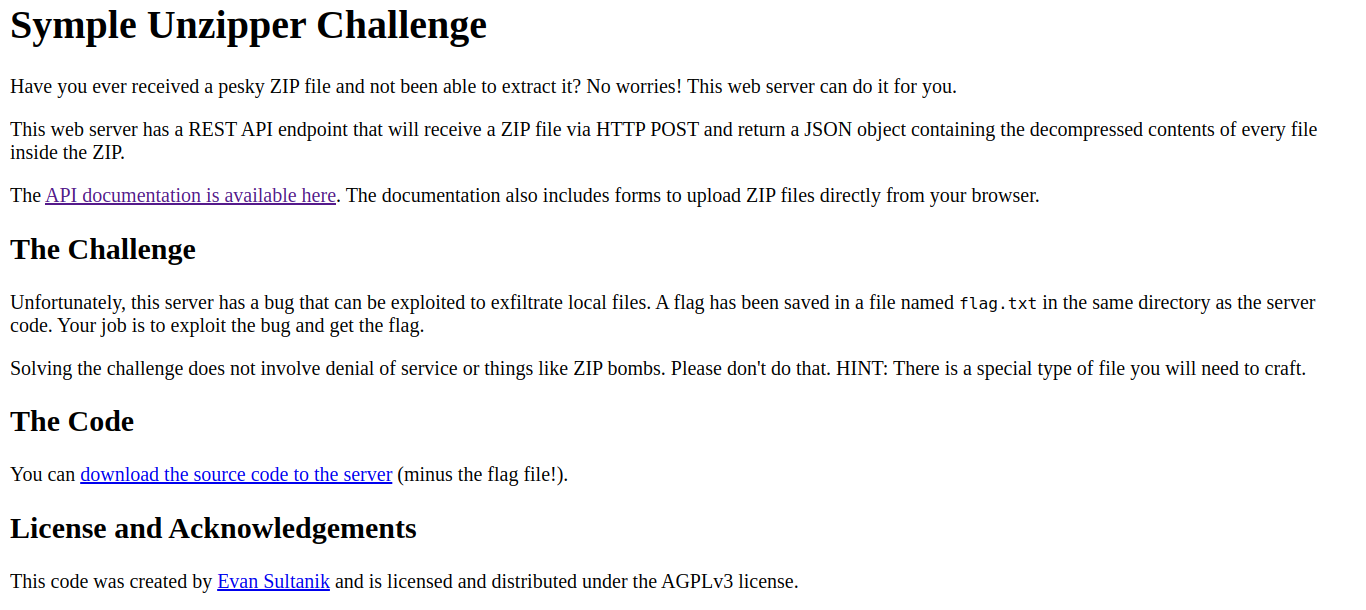 Symple Unzipper Challenge
Have you ever received a pesky ZIP file and not been able to extract it? No worries! This web server can do it for you.
This web server has a REST API endpoint that will receive a ZIP file via HTTP POST and return a JSON object containing the decompressed contents of every file
inside the ZIP.
The API documentation is available here. The documentation also includes forms to upload ZIP files directly from your browser.
The Challenge
Unfortunately, this server has a bug that can be exploited to exfiltrate local files. A flag has been saved in a file named flag.txt in the same directory as the server
code. Your job is to exploit the bug and get the flag.
Solving the challenge does not involve denial of service or things like ZIP bombs. Please don't do that. HINT: There is a special type of file you will need to craft.
The Code
You can download the source code to the server (minus the flag file!).
License and Acknowledgements
This code was created by Evan Sultanik and is licensed and distributed under the AGPLv3 license.